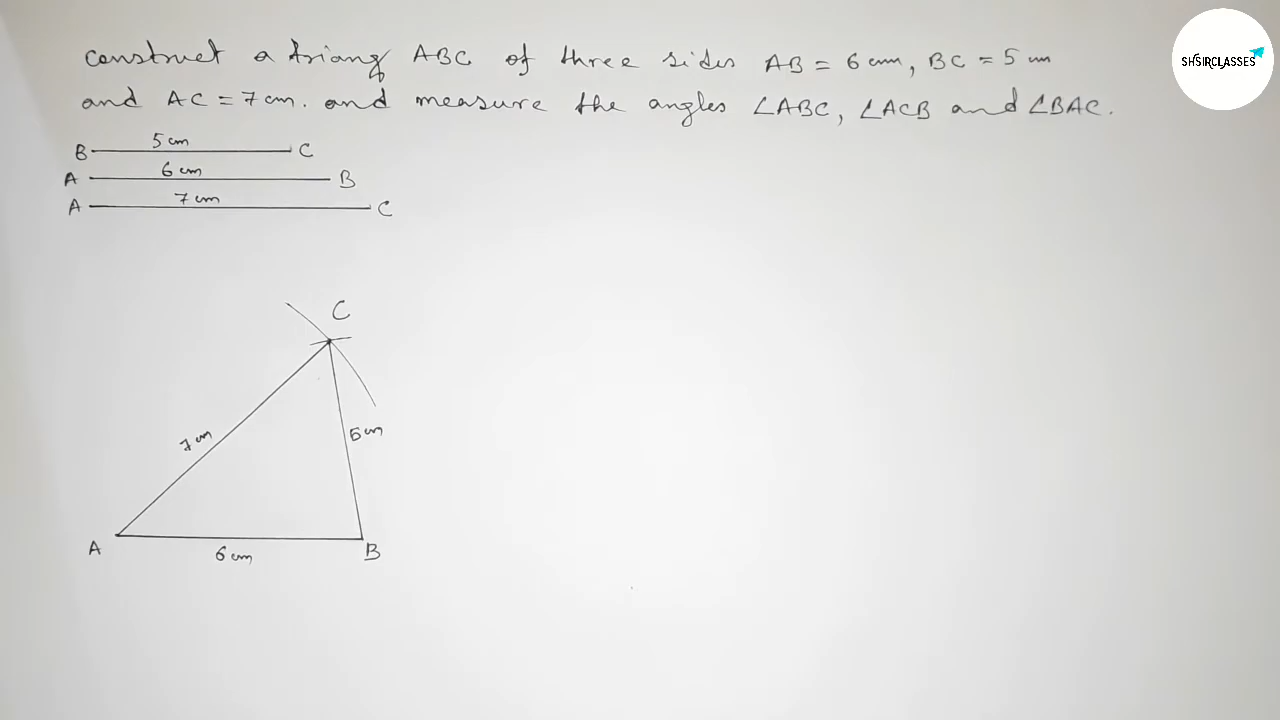 construct a triang ABC of three sides AB = 6 cm, BC = 5 cm
and AC = 7 cm. and measure the angles ∠ABC, ∠ACB and ∠BAC.
SHSIRCLASSES
B 5 cm C
A 6 cm B
A 7 cm C
C
7 cm
5 cm
A
6 cm
B